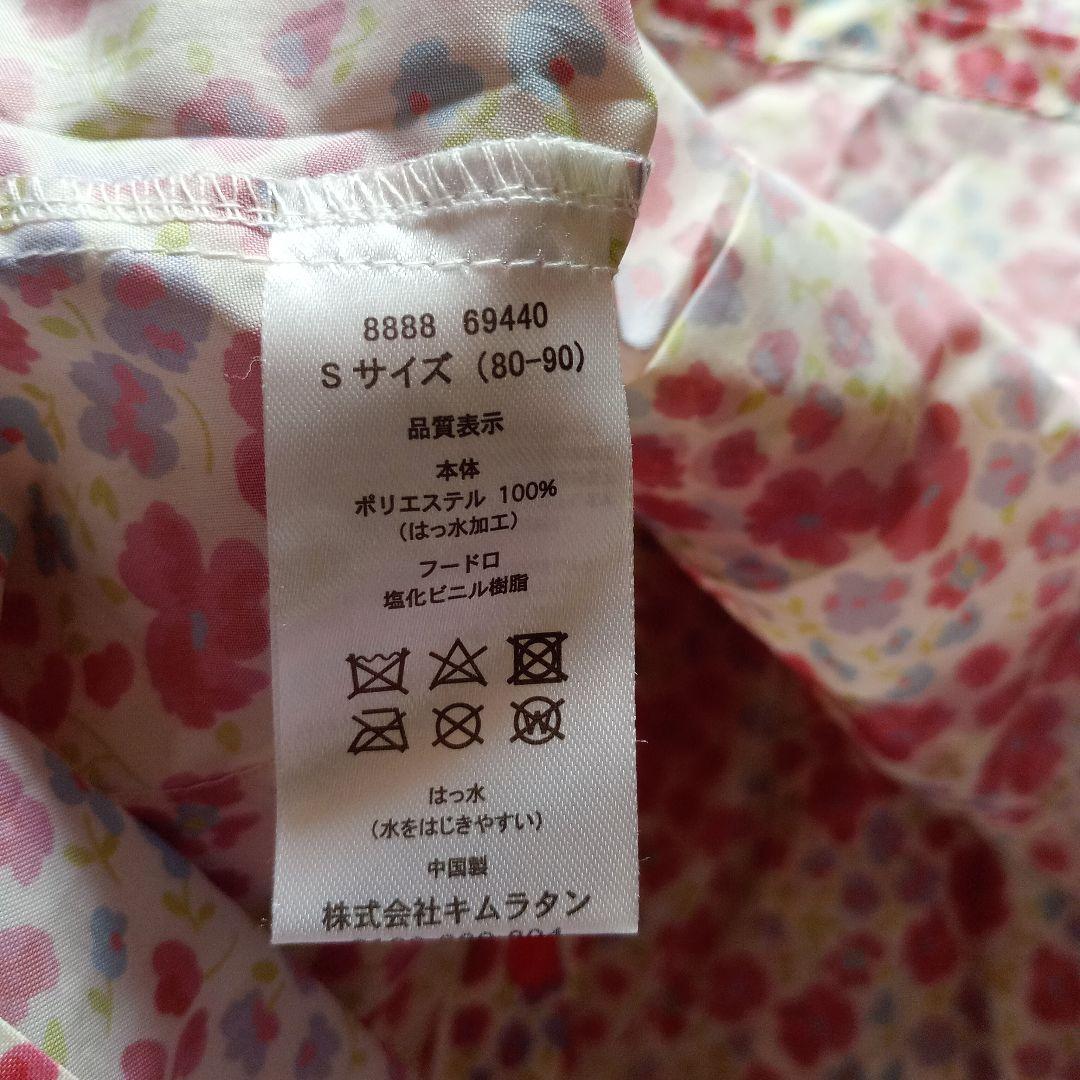 8888 69440
S サイズ (80-90)
品質表示
本体
ポリエステル 100%
(はっ水加工)
フードロ
塩化ビニル樹脂
W
はっ水
(水をはじきやすい)
中国製
株式会社キムラタン